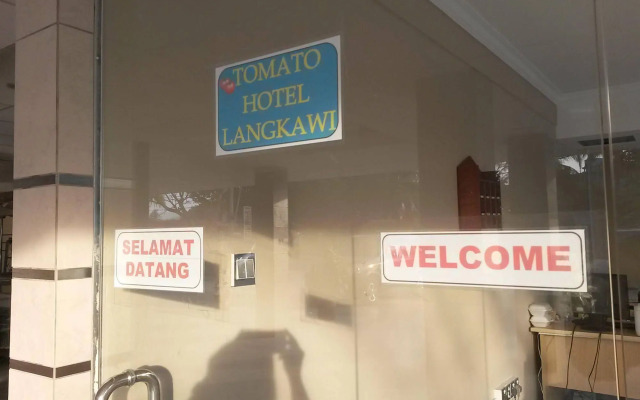 TOMATO
HOTEL
LANGKAWI
SELAMAT
DATANG
WELCOME